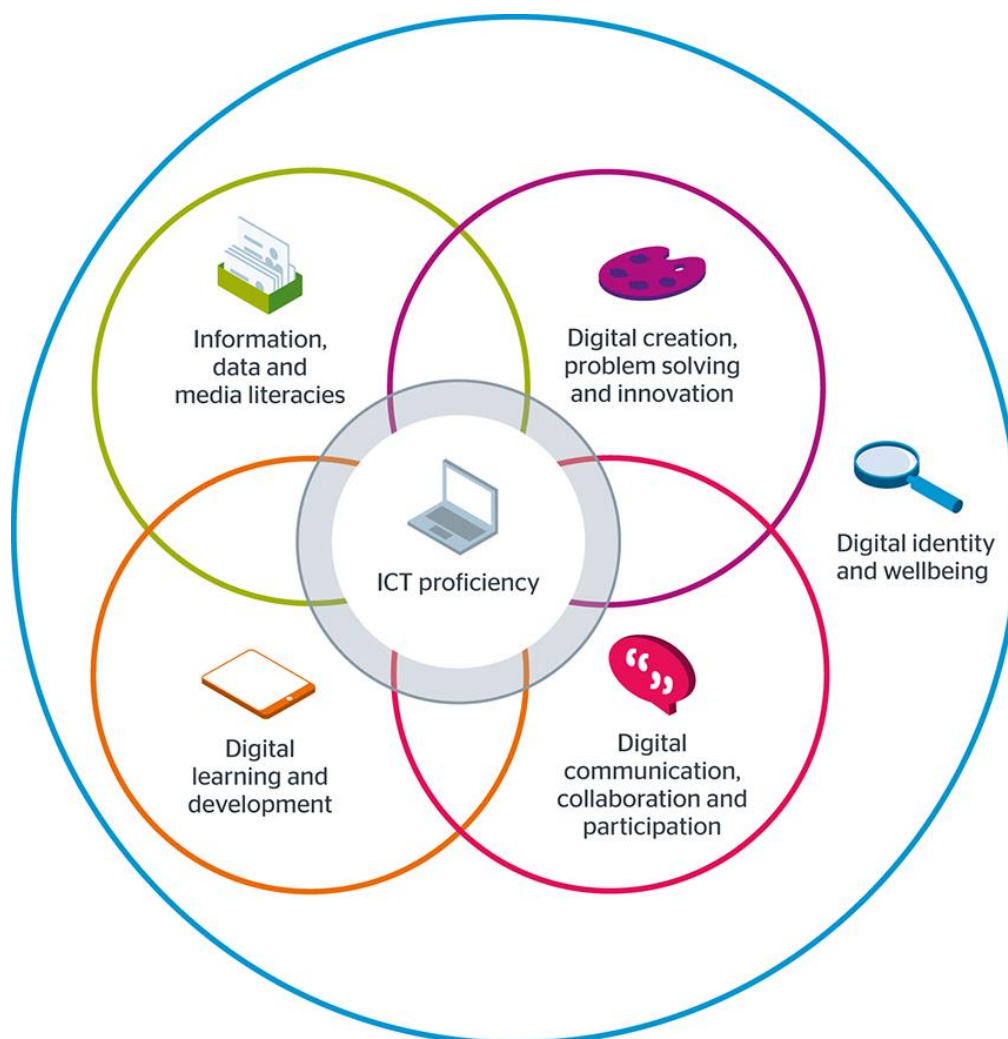 Information,
data and
media literacies
Digital creation,
problem solving
and innovation
Digital identity
and wellbeing
ICT proficiency
Digital
learning and
development
Digital
communication,
collaboration and
participation